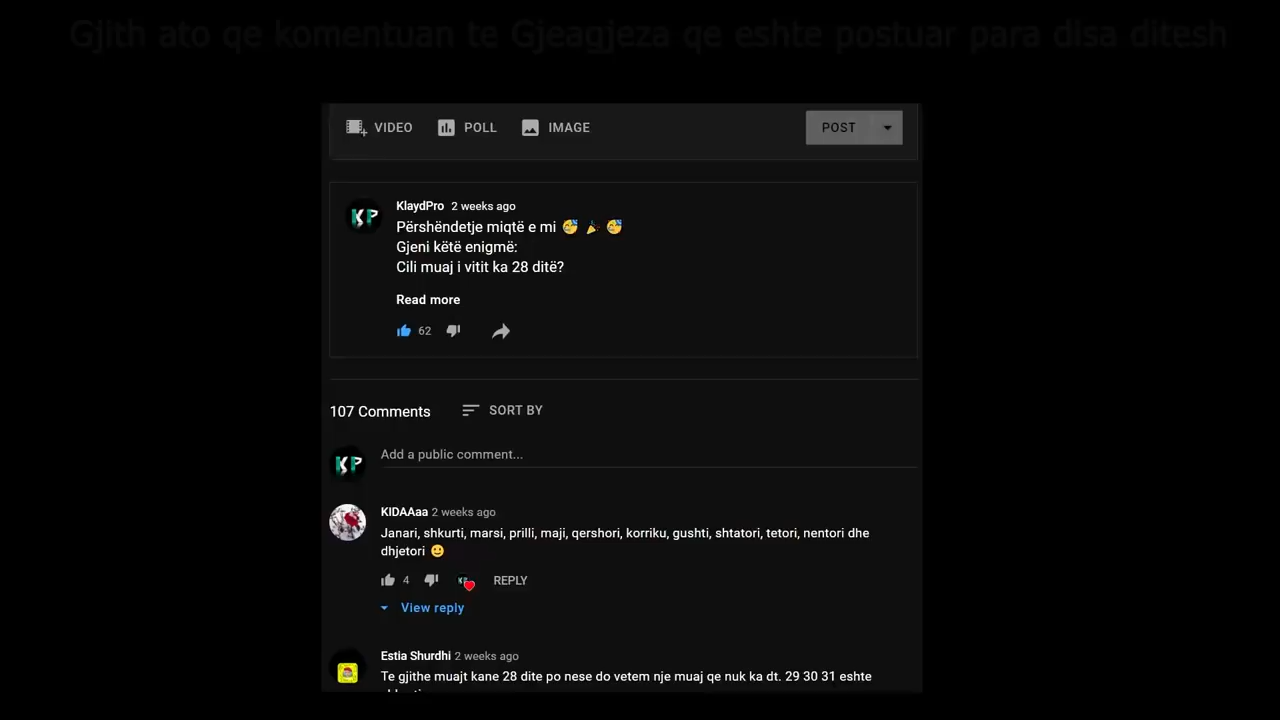 Gjith ato qe komentuan te Gjeagjeza qe eshte postuar para disa ditesh
VIDEO POLL IMAGE POST
KlaydPro 2 weeks ago
Përshëndetje miqtë e mi 🥳 🎉 🥳
Gjeni këtë enigmë:
Cili muaj i vitit ka 28 ditë?
Read more
62
107 Comments SORT BY
Add a public comment...
KIDAAaa 2 weeks ago
Janari, shkurti, marsi, prilli, maji, qershori, korriku, gushti, shtatori, tetori, nentori dhe
dhjetori 🙂
4 REPLY
View reply
Estia Shurdhi 2 weeks ago
Te gjithe muajt kane 28 dite po nese do vetem nje muaj qe nuk ka dt. 29 30 31 eshte